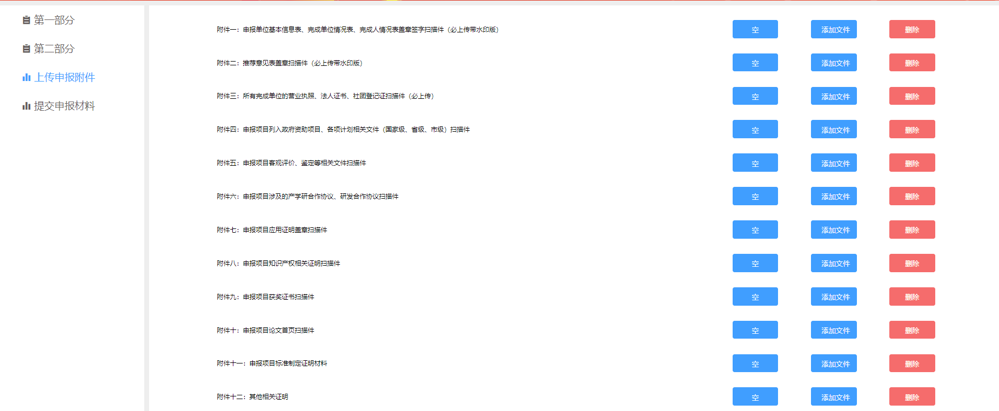 第一部分
第二部分
上传申报附件
提交申报材料
附件一：申报单位基本信息表、完成单位情况表、完成人情况表盖章签字扫描件（必上传带水印版） 空 添加文件 删除
附件二：推荐意见表盖章扫描件（必上传带水印版） 空 添加文件 删除
附件三：所有完成单位的营业执照、法人证书、社团登记证扫描件（必上传） 空 添加文件 删除
附件四：申报项目列入政府资助项目、各项计划相关文件（国家级、省级、市级）扫描件 空 添加文件 删除
附件五：申报项目客观评价、鉴定等相关文件扫描件 空 添加文件 删除
附件六：申报项目涉及的产学研合作协议、研发合作协议扫描件 空 添加文件 删除
附件七：申报项目应用证明盖章扫描件 空 添加文件 删除
附件八：申报项目知识产权相关证明扫描件 空 添加文件 删除
附件九：申报项目获奖证书扫描件 空 添加文件 删除
附件十：申报项目论文首页扫描件 空 添加文件 删除
附件十一：申报项目标准制定证明材料 空 添加文件 删除
附件十二：其他相关证明 空 添加文件 删除